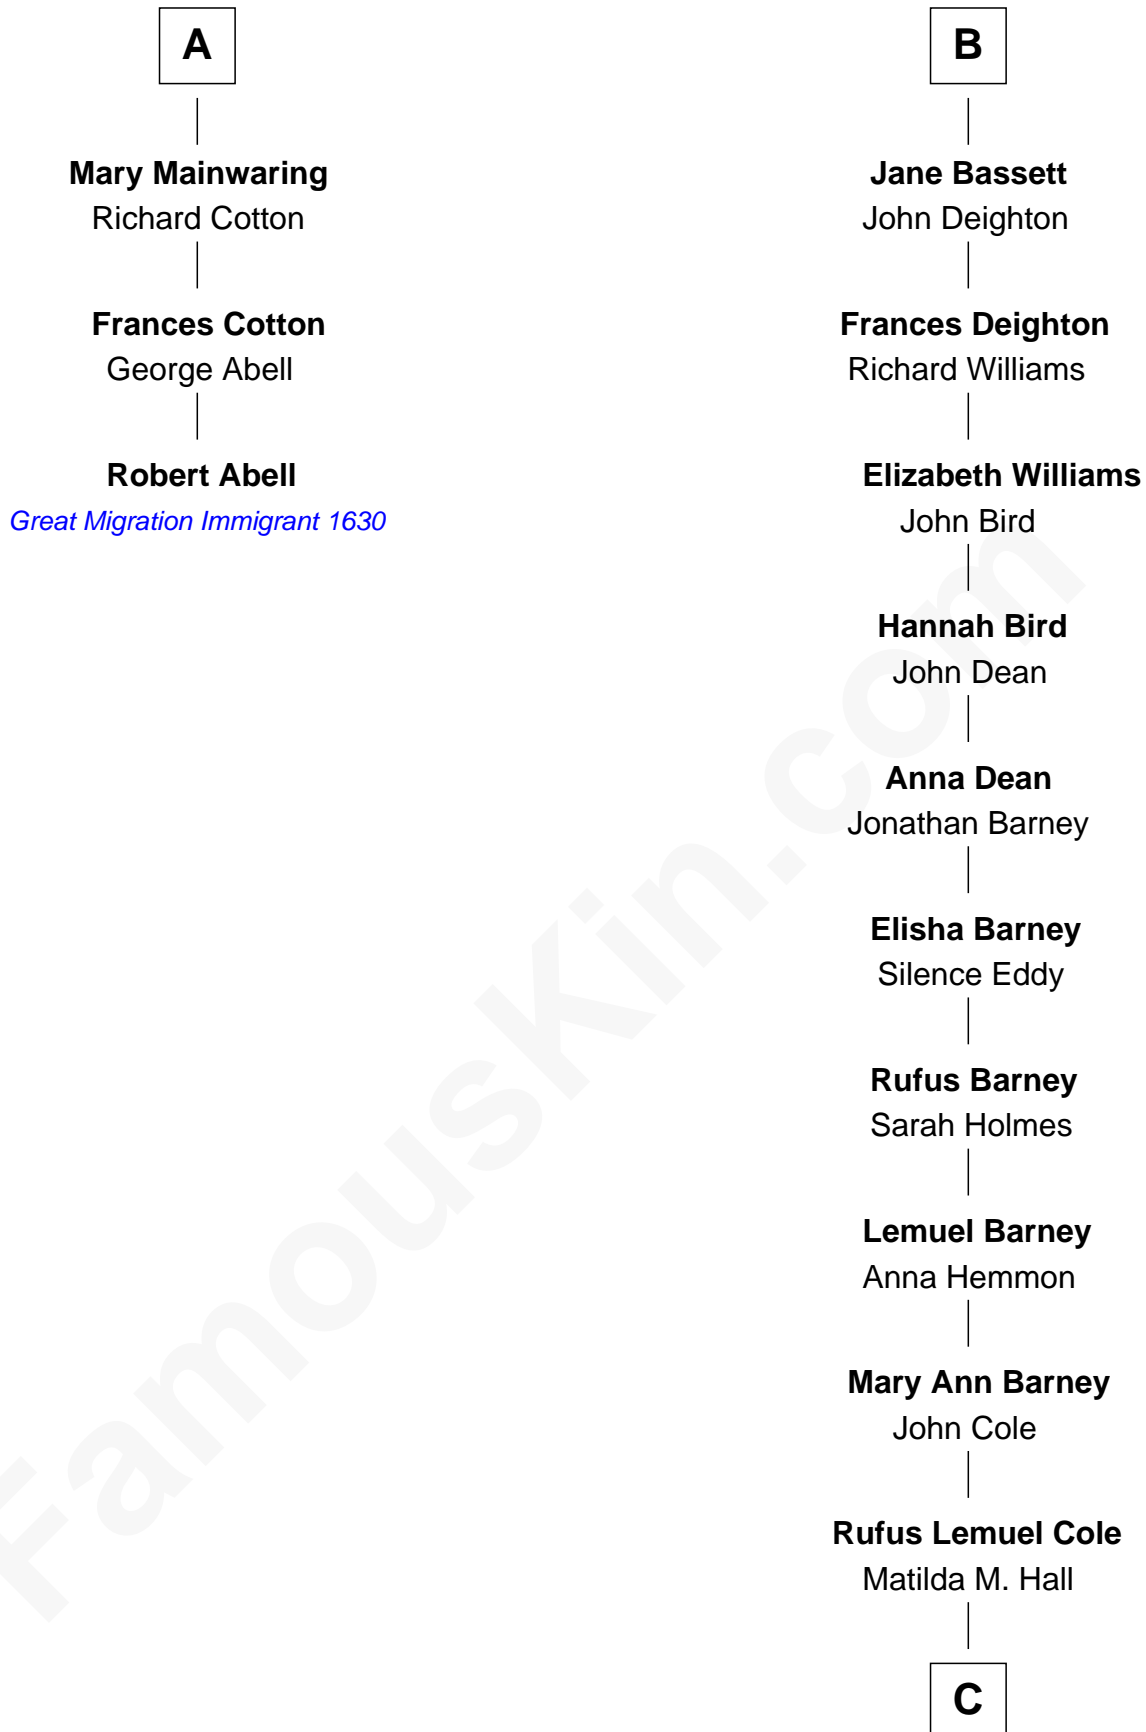 A
Mary Mainwaring
Richard Cotton
Frances Cotton
George Abell
Robert Abell
Great Migration Immigrant 1630
B
Jane Bassett
John Deighton
Frances Deighton
Richard Williams
Elizabeth Williams
John Bird
Hannah Bird
John Dean
Anna Dean
Jonathan Barney
Elisha Barney
Silence Eddy
Rufus Barney
Sarah Holmes
Lemuel Barney
Anna Hemmon
Mary Ann Barney
John Cole
Rufus Lemuel Cole
Matilda M. Hall
C
FamousKin.com